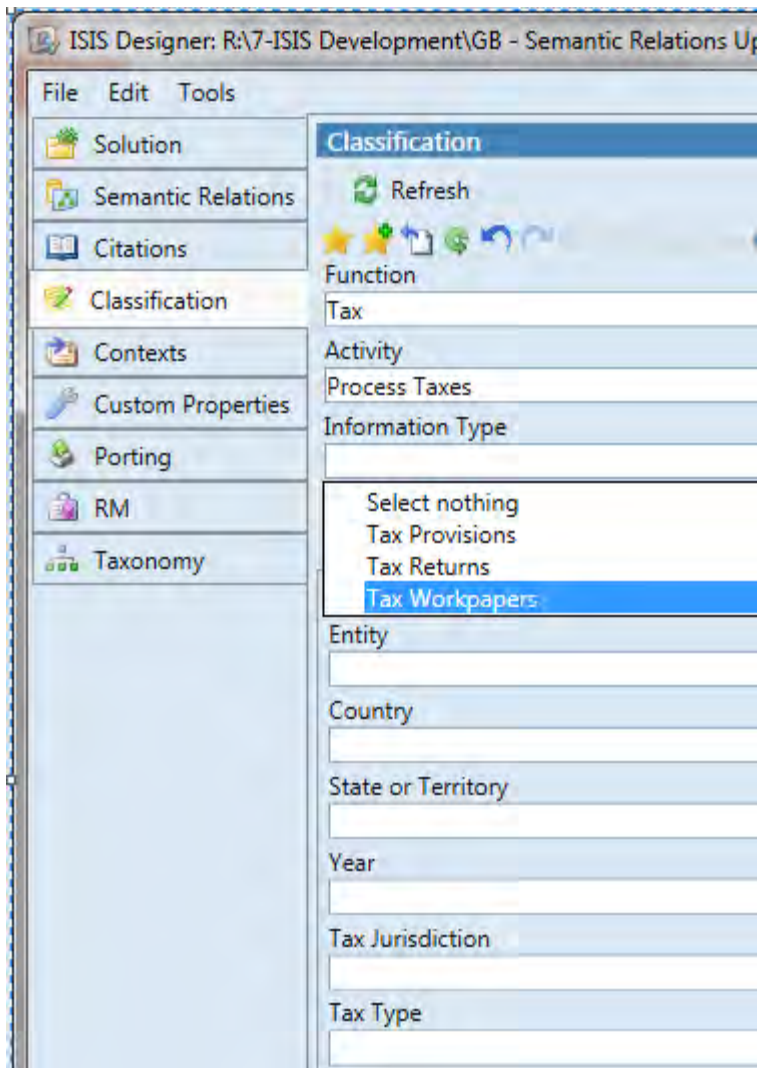 ISIS Designer: R:\7-ISIS Development\GB - Semantic Relations Up
File Edit Tools
Solution
Semantic Relations
Citations
Classification
Contexts
Custom Properties
Porting
RM
Taxonomy
Classification
Refresh
Function
Tax
Activity
Process Taxes
Information Type
Select nothing
Tax Provisions
Tax Returns
Tax Workpapers
Entity
Country
State or Territory
Year
Tax Jurisdiction
Tax Type